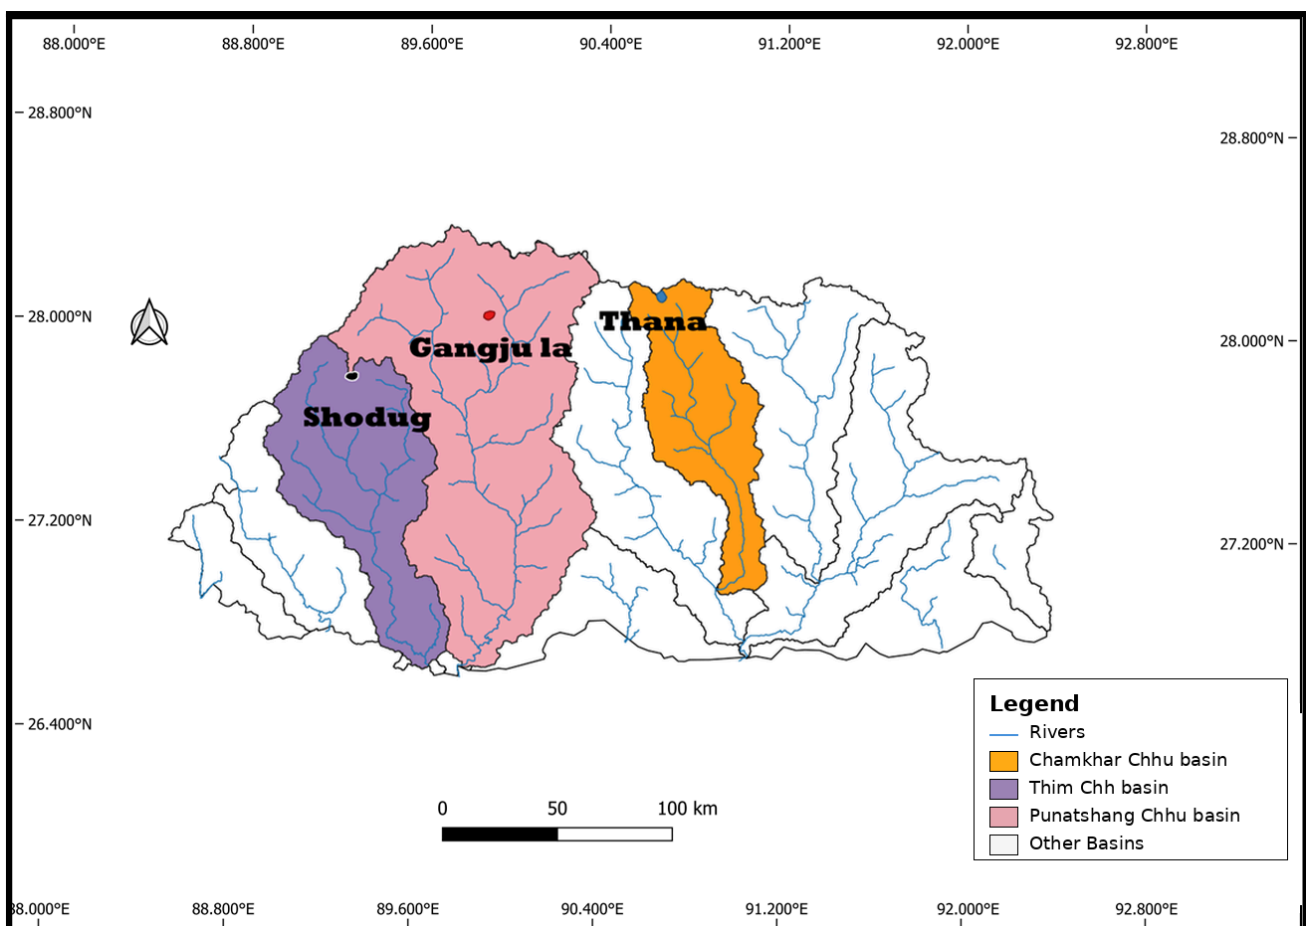 88.000°E 88.800°E 89.600°E 90.400°E 91.200°E 92.000°E 92.800°E
28.800°N
28.800°N
28.000°N
Thana
28.000°N
Gangju la
Shodug
27.200°N
27.200°N
26.400°N
Legend
Rivers
Chamkhar Chhu basin
Thim Chh basin
Punatshang Chhu basin
Other Basins
0 50 100 km
88.000°E 88.800°E 89.600°E 90.400°E 91.200°E 92.000°E 92.800°E